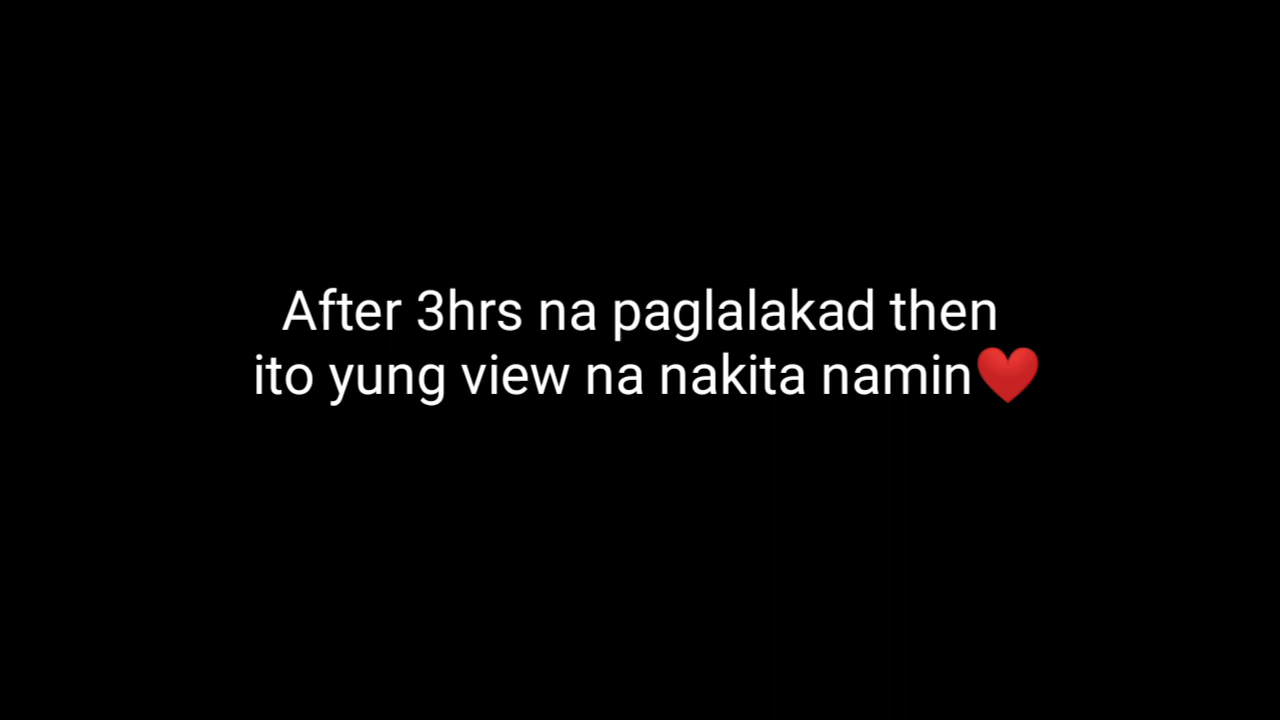 After 3hrs na paglalakad then
ito yung view na nakita namin❤️